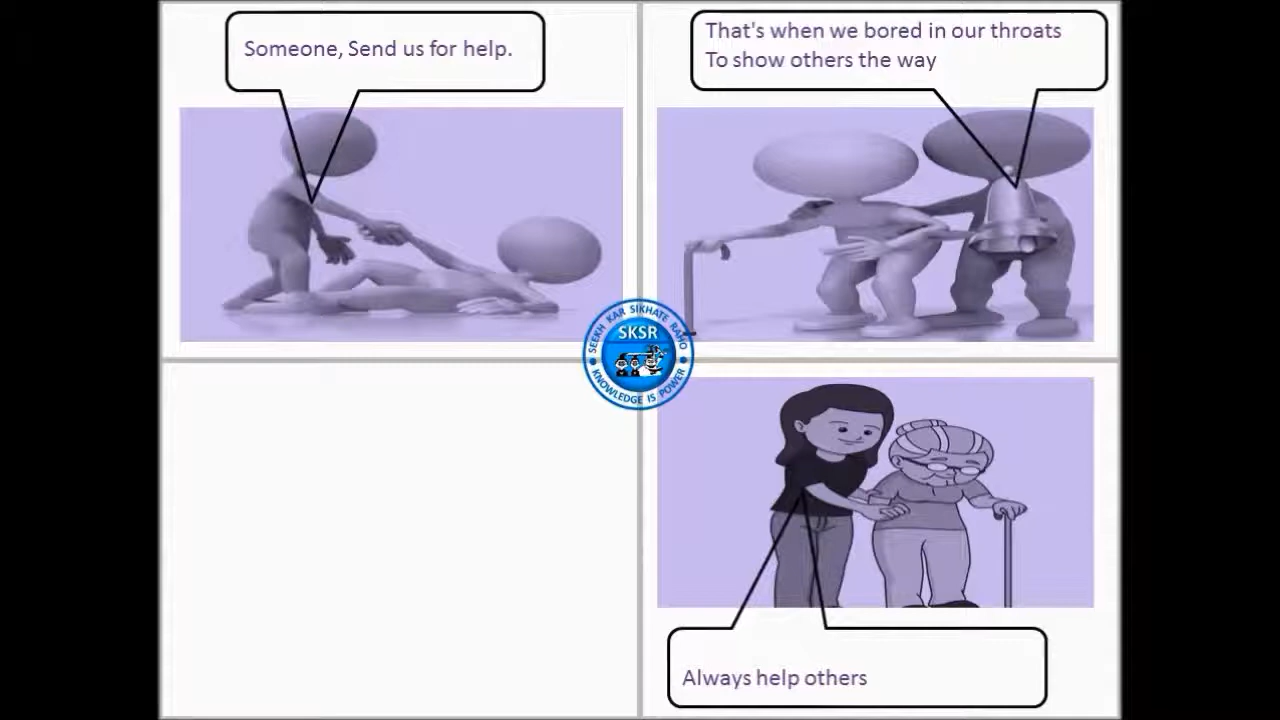 Someone, Send us for help.
That's when we bored in our throats
To show others the way
SEEKH KAR SIKHATE RAHO
SKSR
KNOWLEDGE IS POWER
Always help others